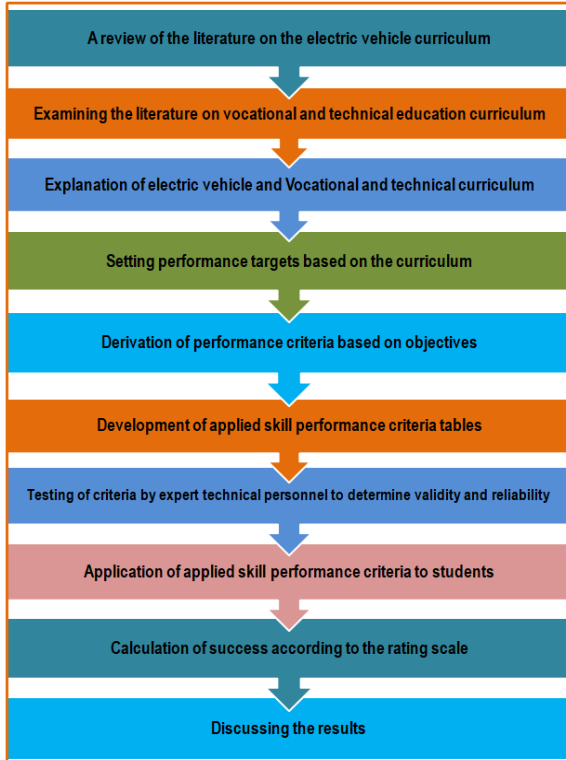 A review of the literature on the electric vehicle curriculum
Examining the literature on vocational and technical education curriculum
Explanation of electric vehicle and Vocational and technical curriculum
Setting performance targets based on the curriculum
Derivation of performance criteria based on objectives
Development of applied skill performance criteria tables
Testing of criteria by expert technical personnel to determine validity and reliability
Application of applied skill performance criteria to students
Calculation of success according to the rating scale
Discussing the results